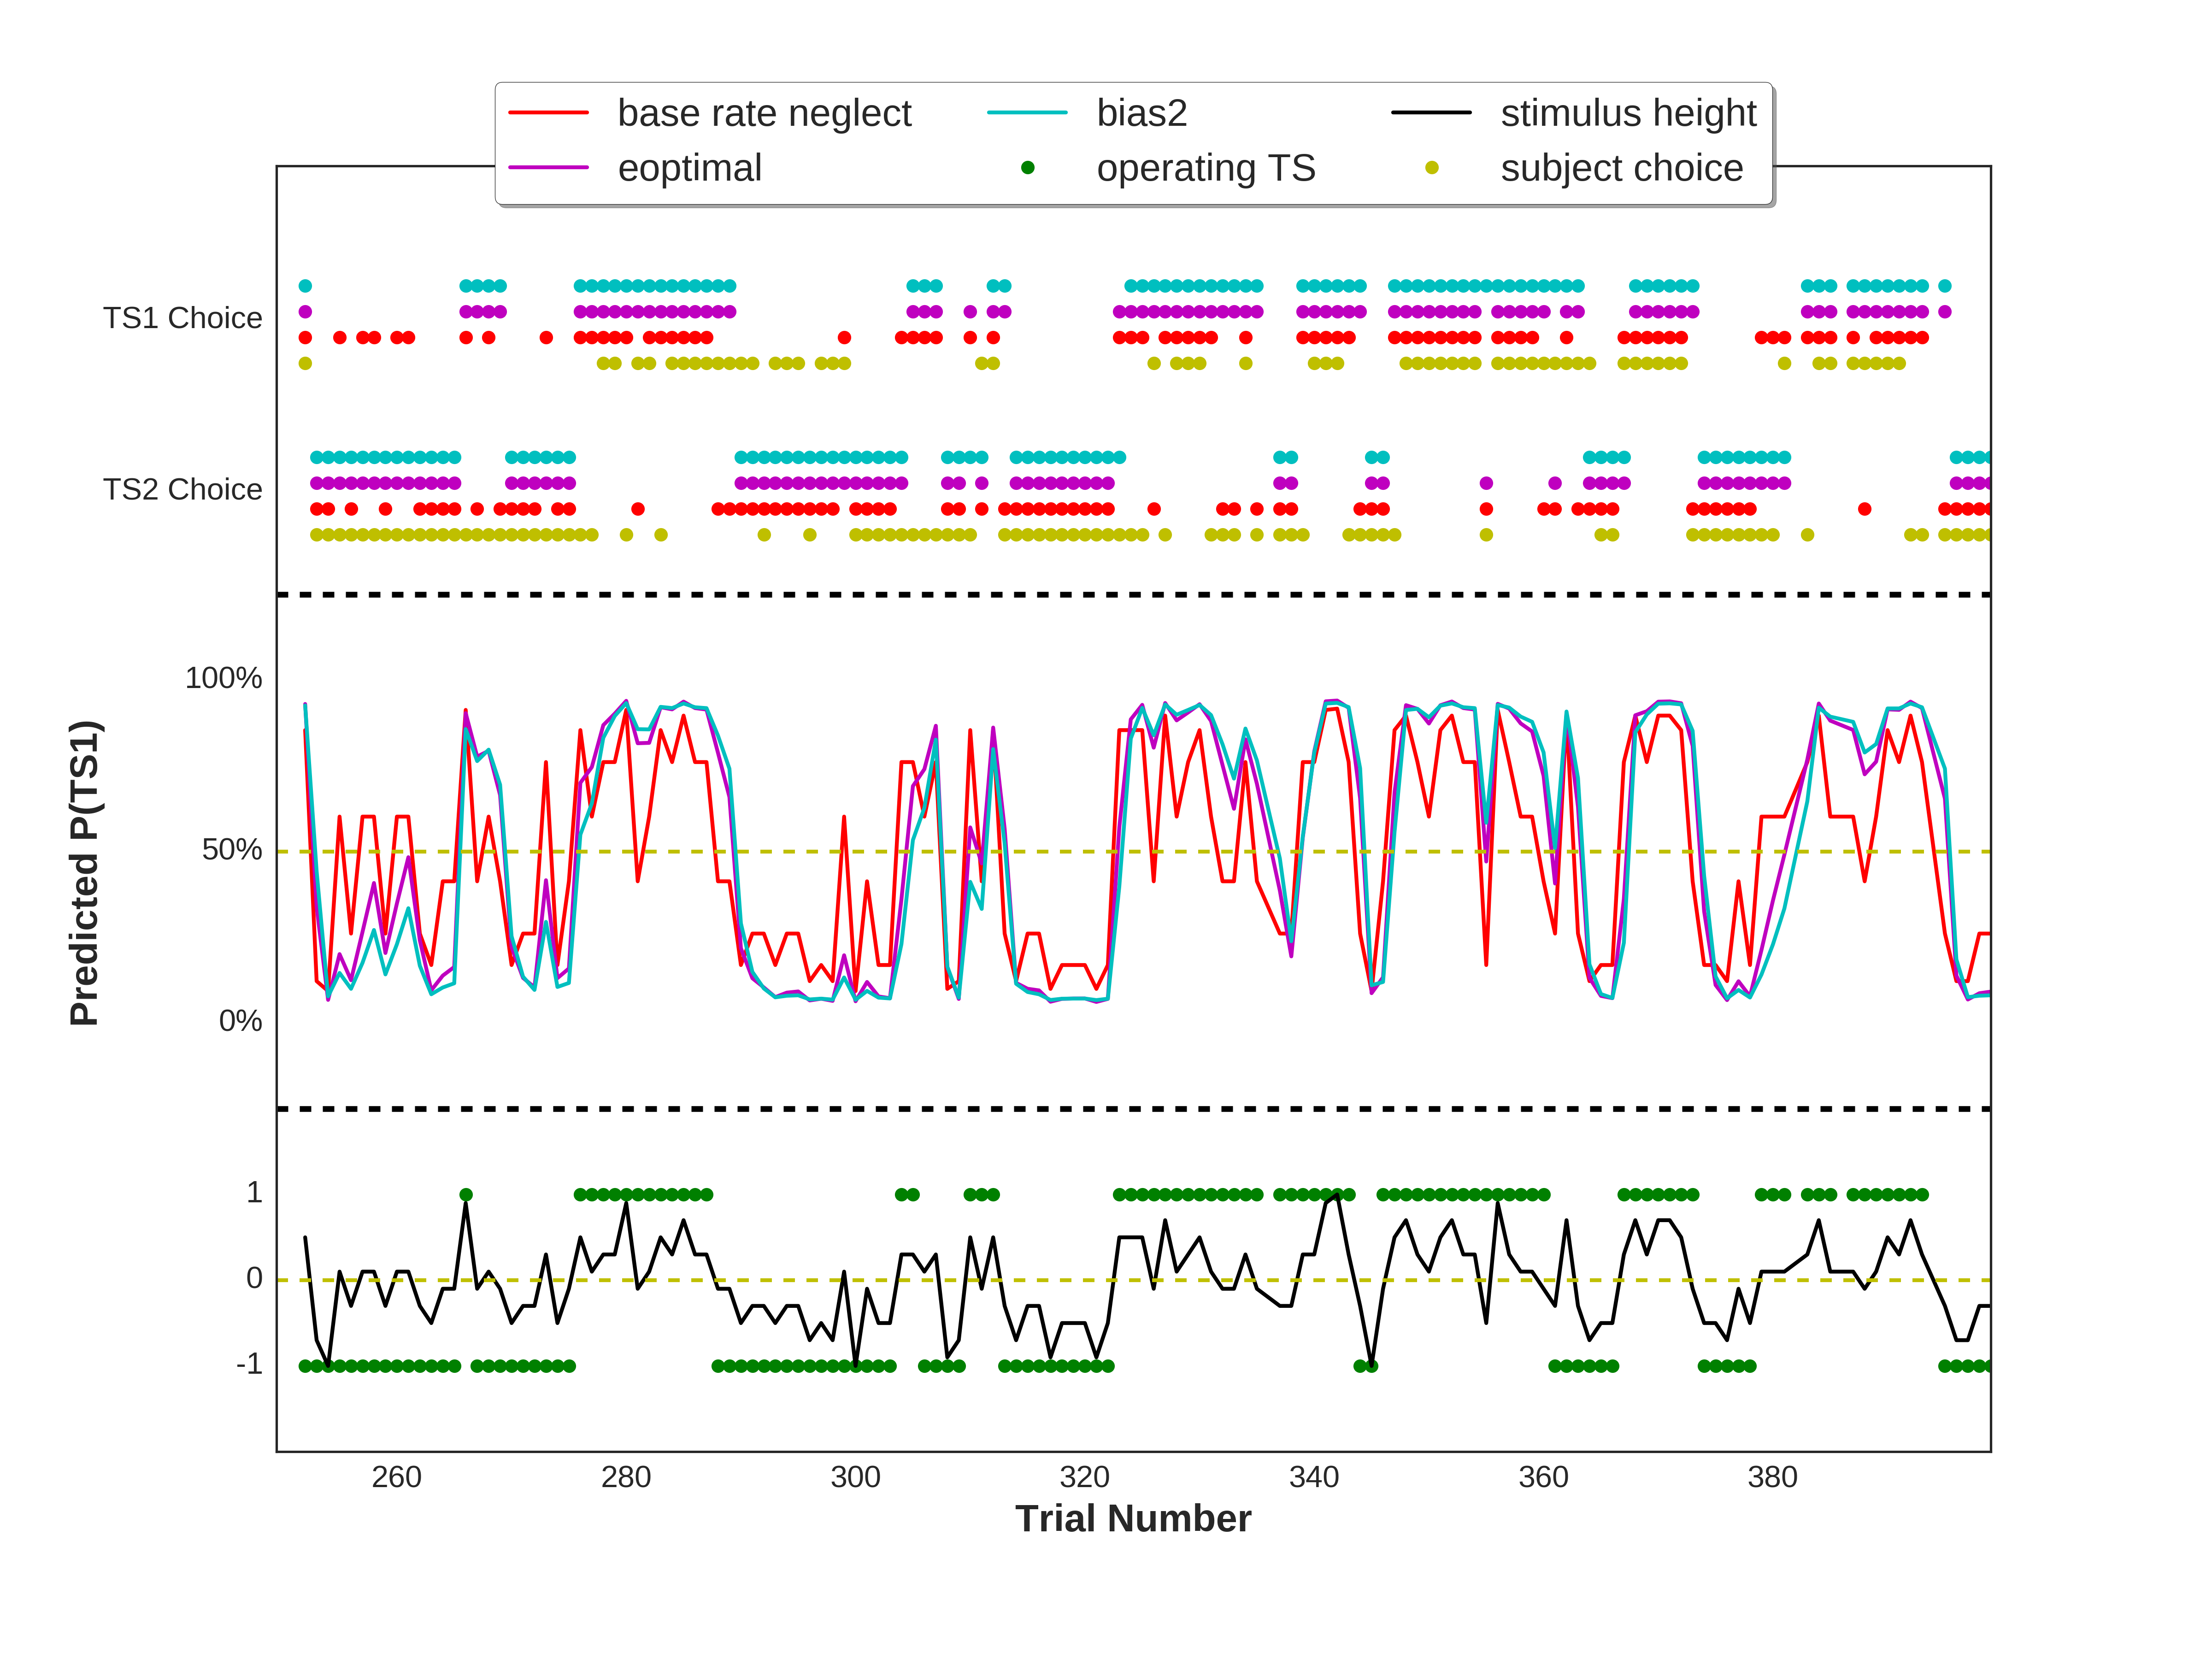 base rate neglect
bias2
stimulus height
eoptimal
operating TS
subject choice
TS1 Choice
TS2 Choice
100%
50%
0%
Predicted P(TS1)
1
0
-1
260
280
300
320
340
360
380
Trial Number